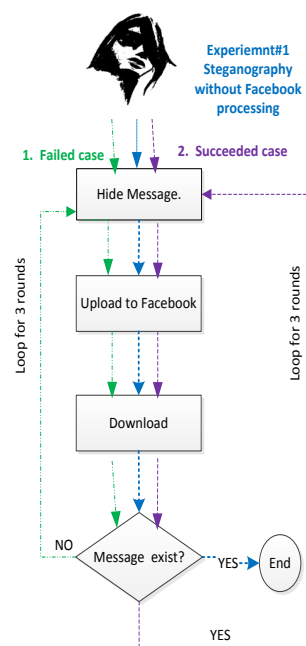 Experiemnt#1
Steganography
without Facebook
processing
1. Failed case
2. Succeeded case
Hide Message.
Loop for 3 rounds
Loop for 3 rounds
Upload to Facebook
Download
NO
Message exist?
YES
End
YES